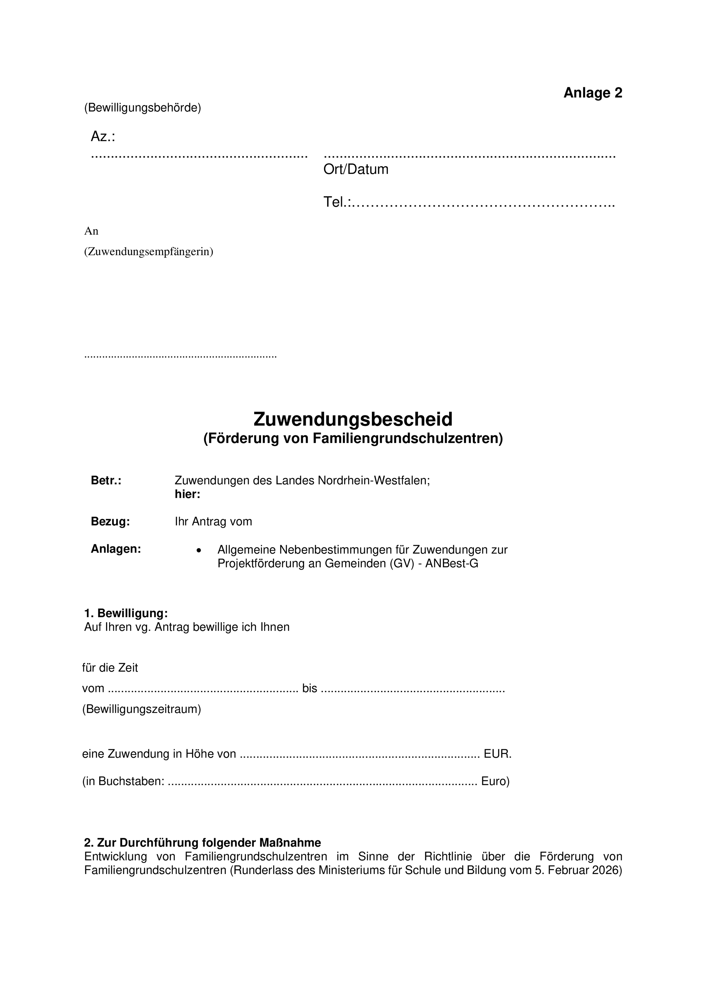 Anlage 2
(Bewilligungsbehörde)
Az.:
....................................................... ..........................................................................
Ort/Datum
Tel.:………………………………………………..
An
(Zuwendungsempfängerin)
.................................................................
Zuwendungsbescheid
(Förderung von Familiengrundschulzentren)
Betr.: Zuwendungen des Landes Nordrhein-Westfalen;
hier:
Bezug: Ihr Antrag vom
Anlagen: • Allgemeine Nebenbestimmungen für Zuwendungen zur
Projektförderung an Gemeinden (GV) - ANBest-G
1. Bewilligung:
Auf Ihren vg. Antrag bewillige ich Ihnen
für die Zeit
vom .......................................................... bis ........................................................
(Bewilligungszeitraum)
eine Zuwendung in Höhe von ......................................................................... EUR.
(in Buchstaben: .............................................................................................. Euro)
2. Zur Durchführung folgender Maßnahme
Entwicklung von Familiengrundschulzentren im Sinne der Richtlinie über die Förderung von
Familiengrundschulzentren (Runderlass des Ministeriums für Schule und Bildung vom 5. Februar 2026)